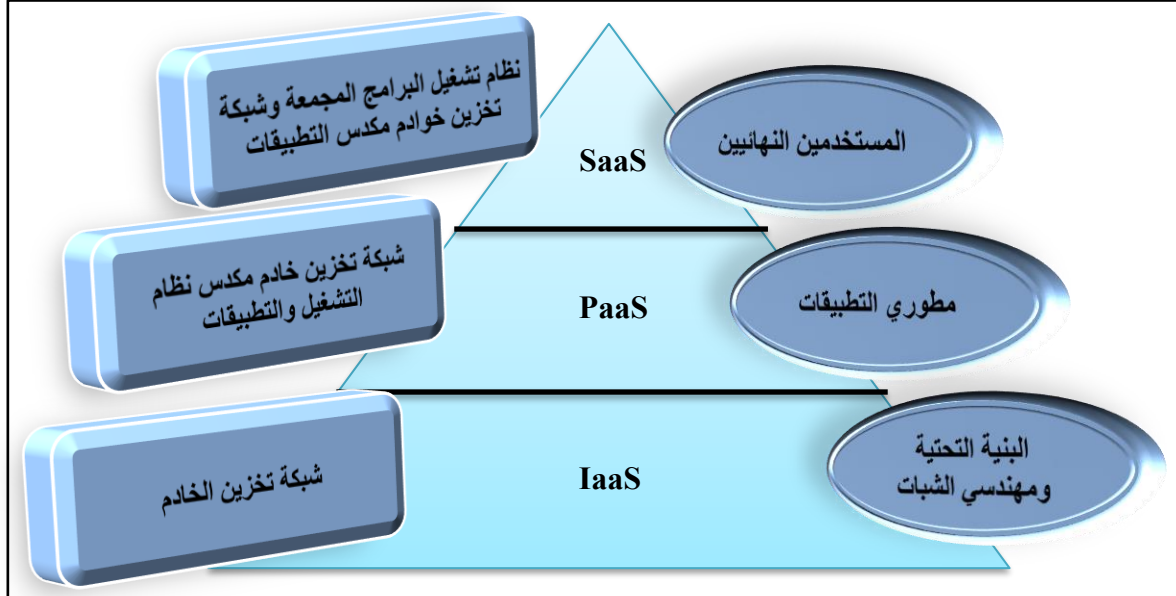 نظام تشغيل البرامج المجمعة وشبكة
تخزين خوادم مكدس التطبيقات
SaaS
المستخدمين النهائيين
شبكة تخزين خادم مكدس نظام
التشغيل والتطبيقات
PaaS
مطوري التطبيقات
شبكة تخزين الخادم
IaaS
البنية التحتية
ومهندسي الشبات